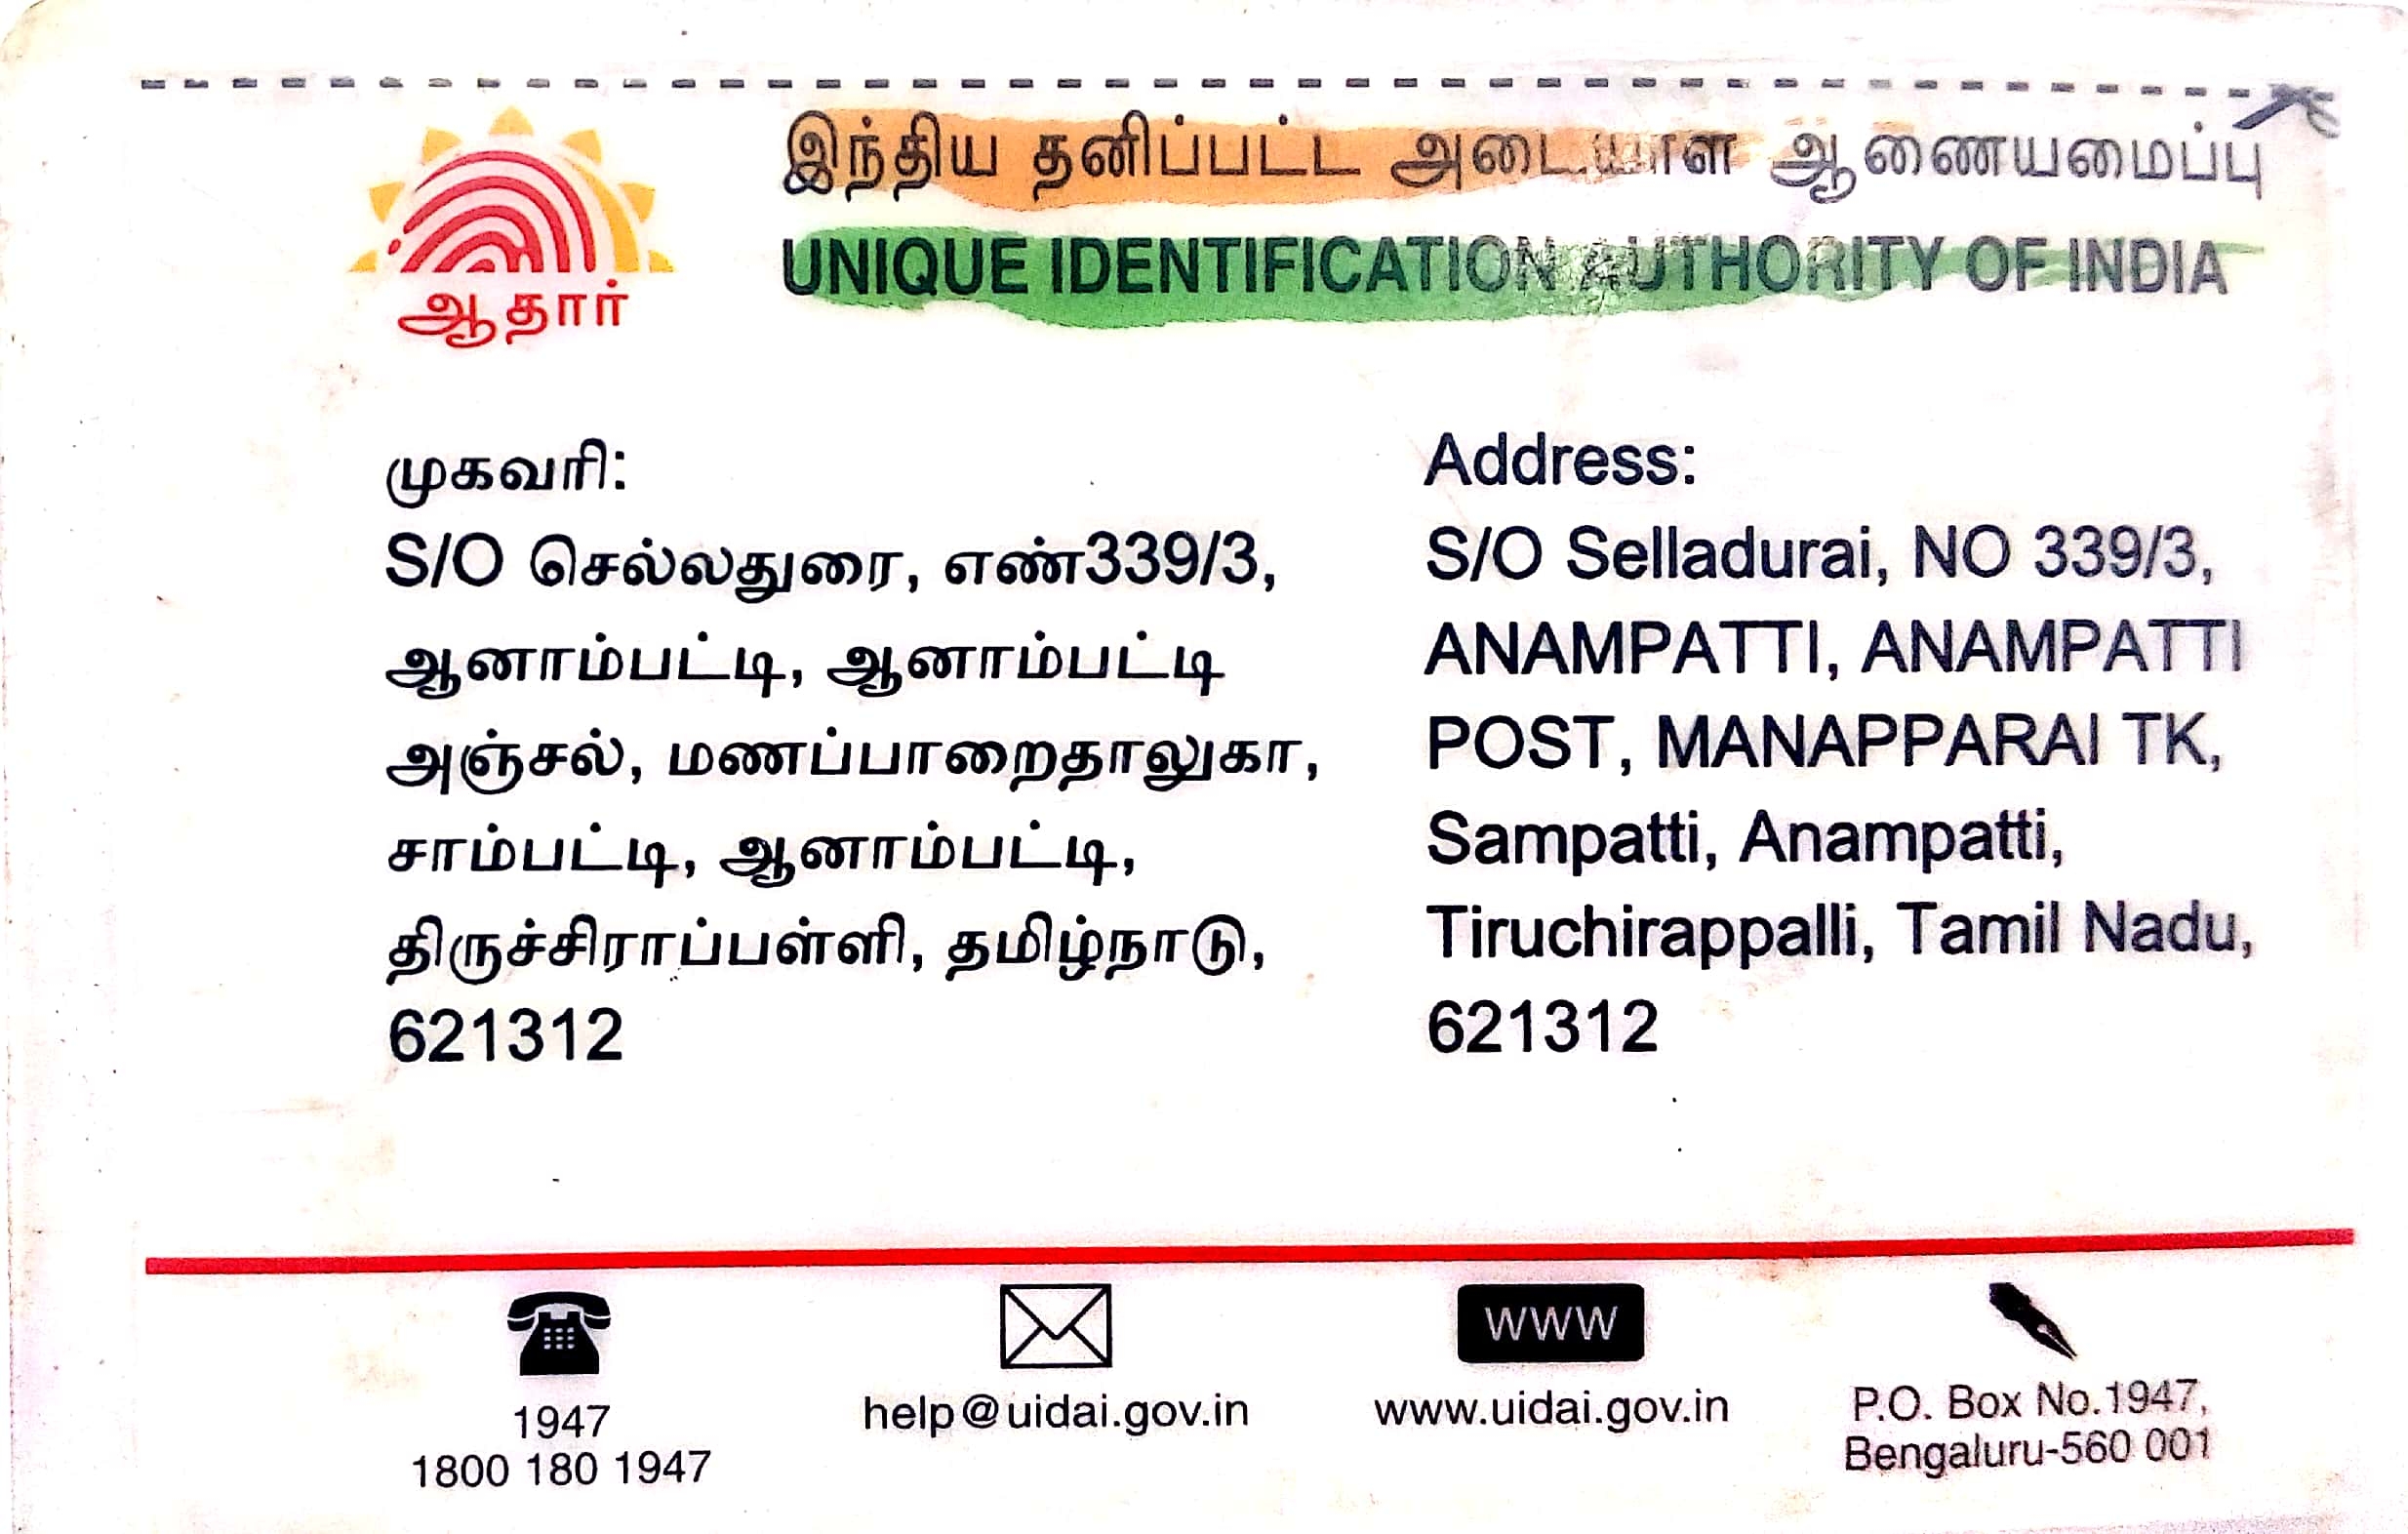 இந்திய தனிப்பட்ட அடையாள ஆணையமைப்பு
UNIQUE IDENTIFICATION AUTHORITY OF INDIA
ஆதார்
முகவரி:
S/O செல்லதுரை, எண்339/3,
ஆனாம்பட்டி, ஆனாம்பட்டி
அஞ்சல், மணப்பாறைதாலுகா,
சாம்பட்டி, ஆனாம்பட்டி,
திருச்சிராப்பள்ளி, தமிழ்நாடு,
621312
Address:
S/O Selladurai, NO 339/3,
ANAMPATTI, ANAMPATTI
POST, MANAPPARAI TK,
Sampatti, Anampatti,
Tiruchirappalli, Tamil Nadu,
621312
1947
1800 180 1947
help@uidai.gov.in
www
www.uidai.gov.in
P.O. Box No.1947,
Bengaluru-560 001